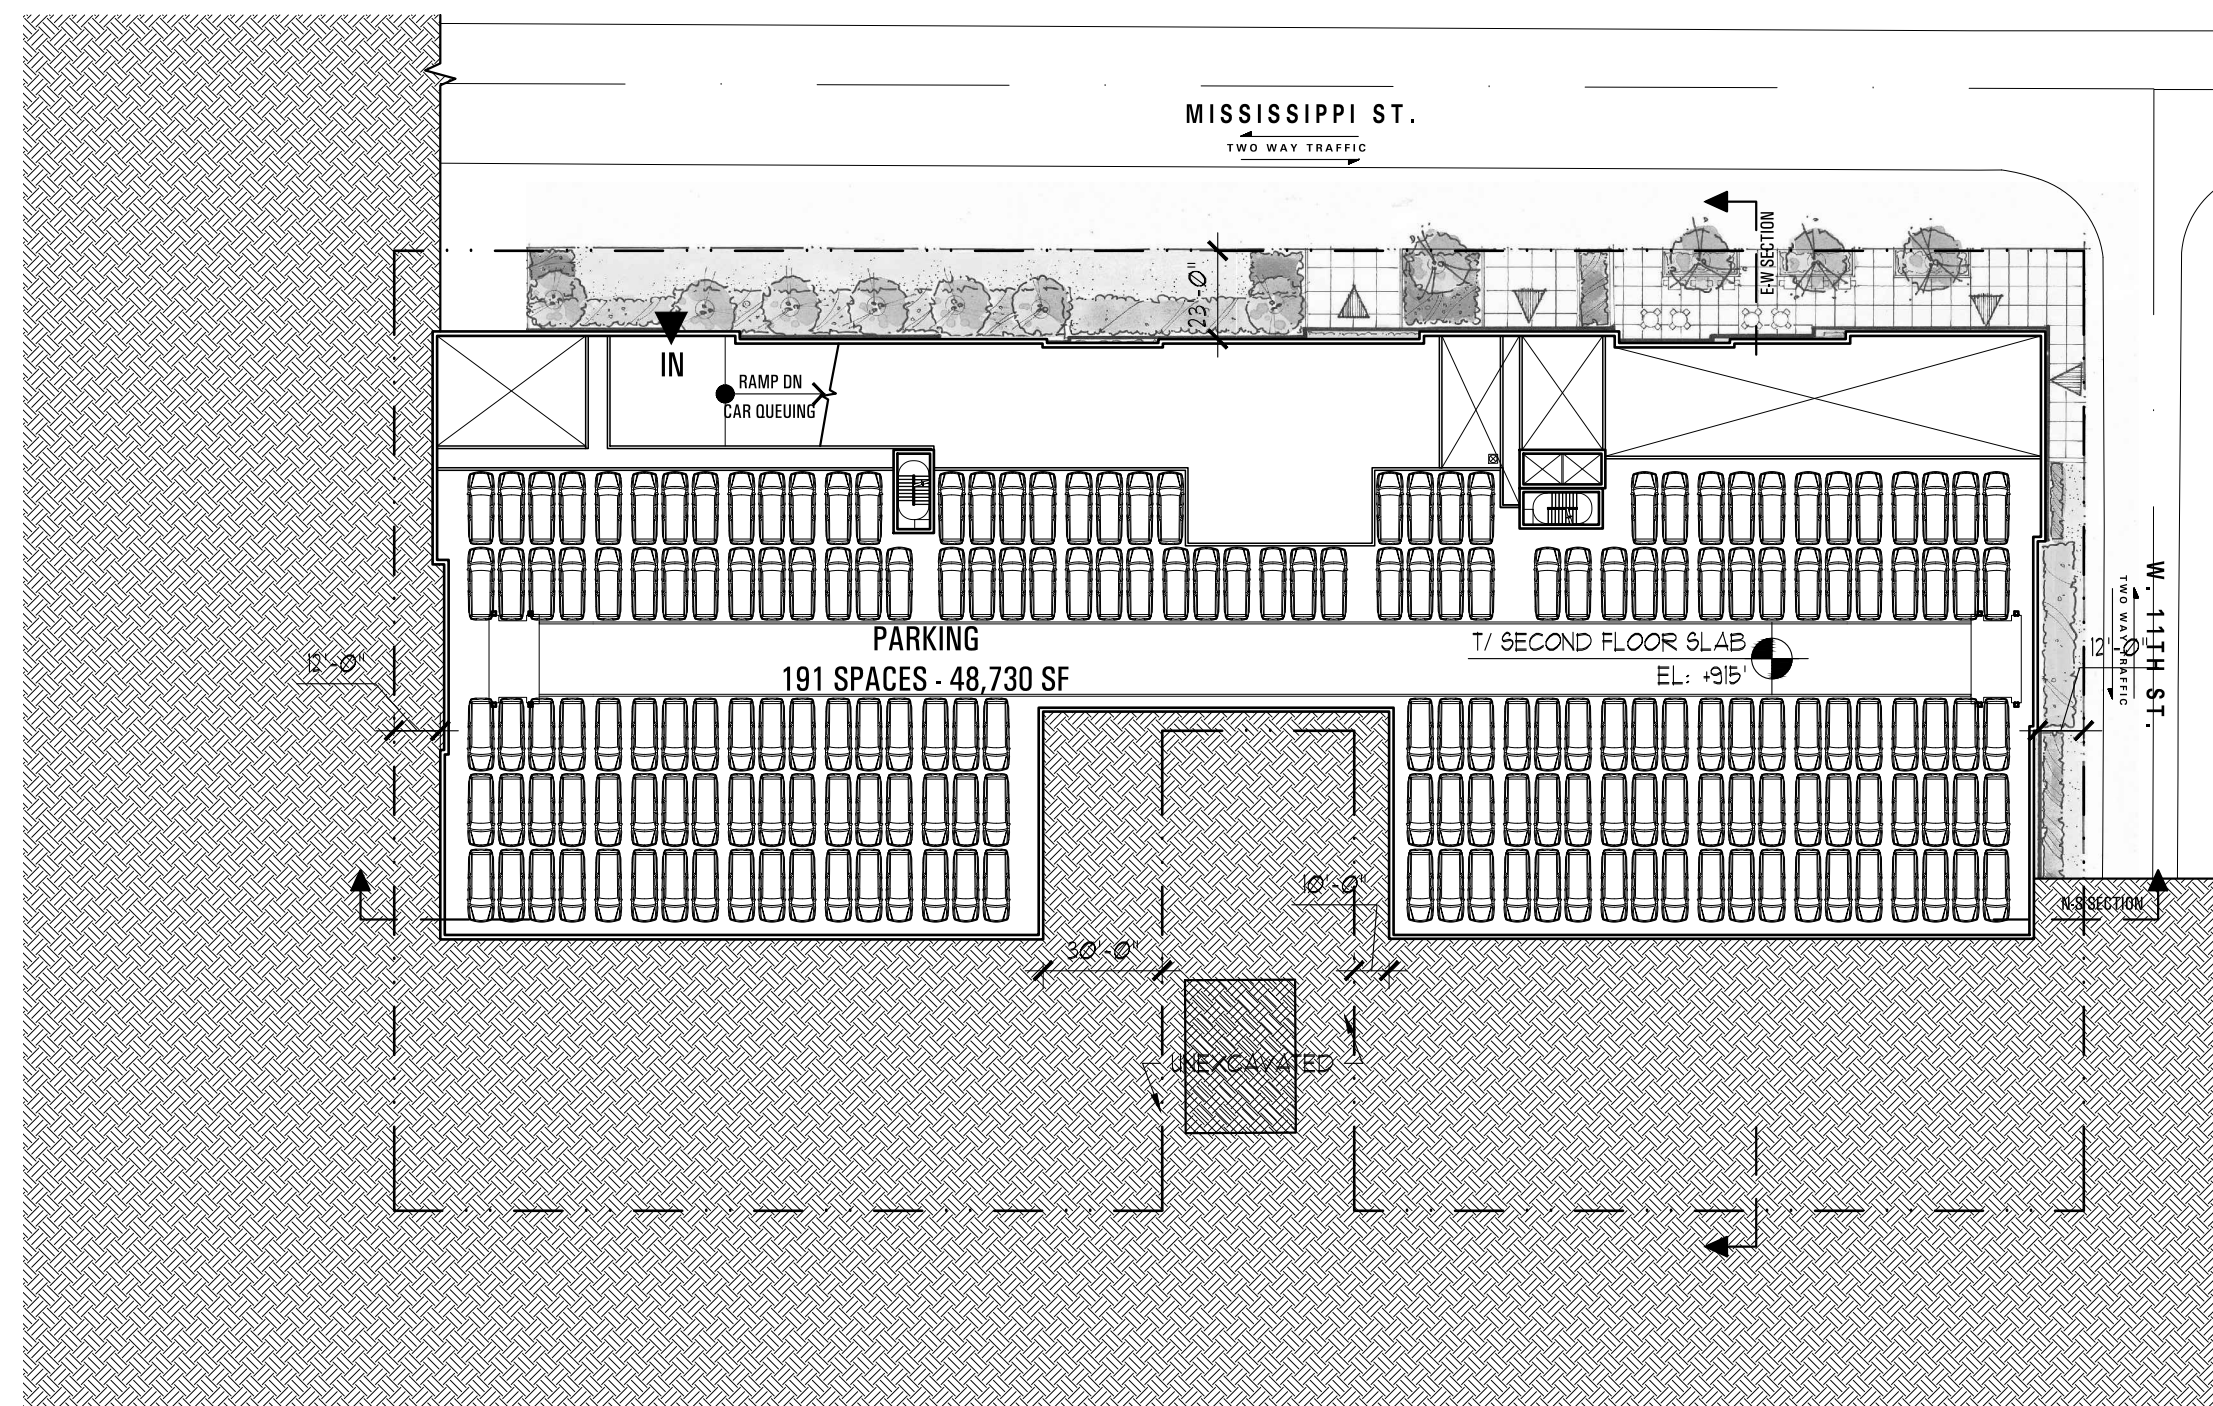 MISSISSIPPI ST.
TWO WAY TRAFFIC
E-W SECTION
23'-0"
IN
RAMP DN
CAR QUEUING
PARKING
191 SPACES - 48,730 SF
T/ SECOND FLOOR SLAB
EL: +915'
12'-0"
12'-0"
W. 11TH ST.
TWO WAY TRAFFIC
10'-0"
N-S SECTION
30'-0"
UNEXCAVATED